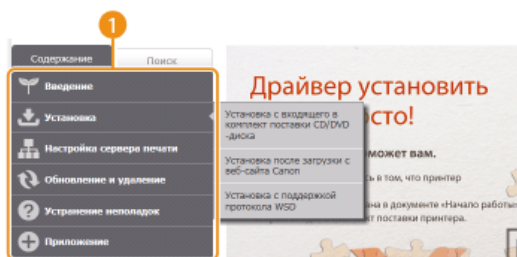 1
Содержание
Поиск
Введение
Установка
Настройка сервера печати
Обновление и удаление
Устранение неполадок
Приложение
Установка с входящего в
комплект поставки CD/DVD
-диска
Установка после загрузки с
веб-сайта Canon
Установка с поддержкой
протокола WSD
Драйвер установить
сто!
может вам.
сь в том, что принтер
на в документе «Начало работы»
кт поставки принтера.